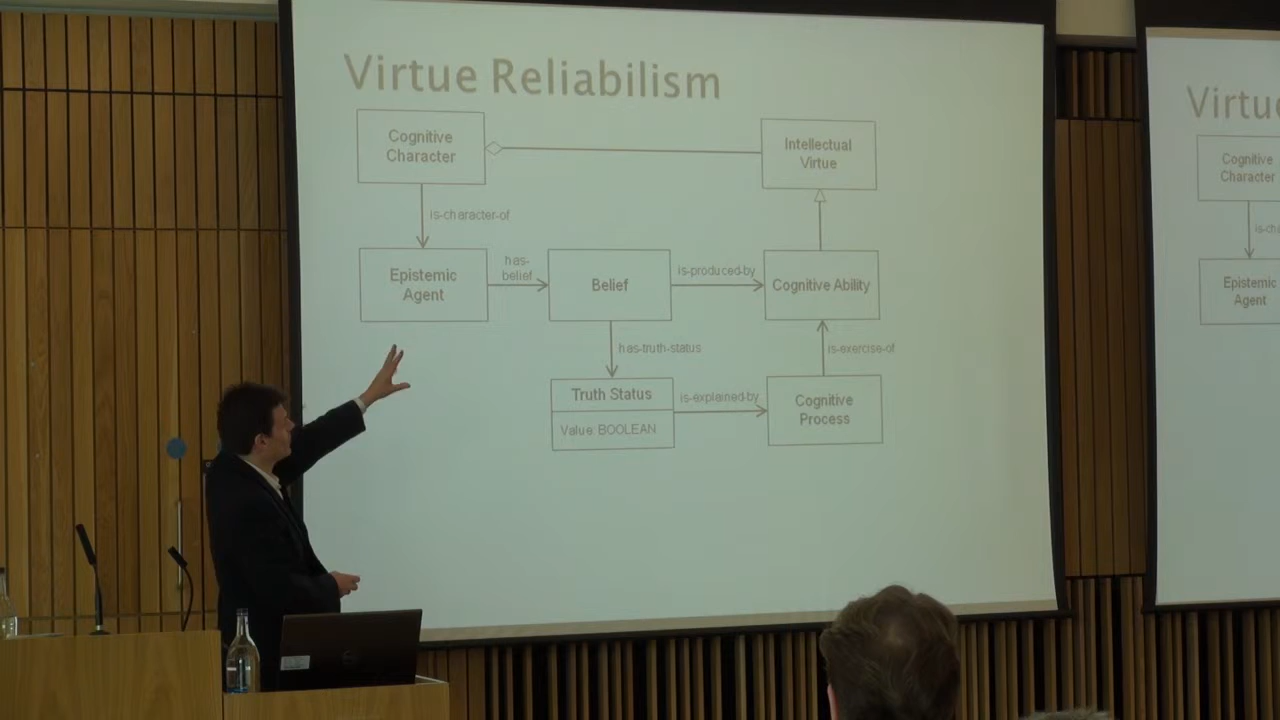 Virtue Reliabilism
Cognitive
Character
Intellectual
Virtue
is-character-of
Epistemic
Agent
has-
belief
Belief
is-produced-by
Cognitive Ability
has-truth-status
is-exercise-of
Truth Status
Value: BOOLEAN
is-explained-by
Cognitive
Process
Virtu
Cognitive
Character
is-cha
Epistemic
Agent